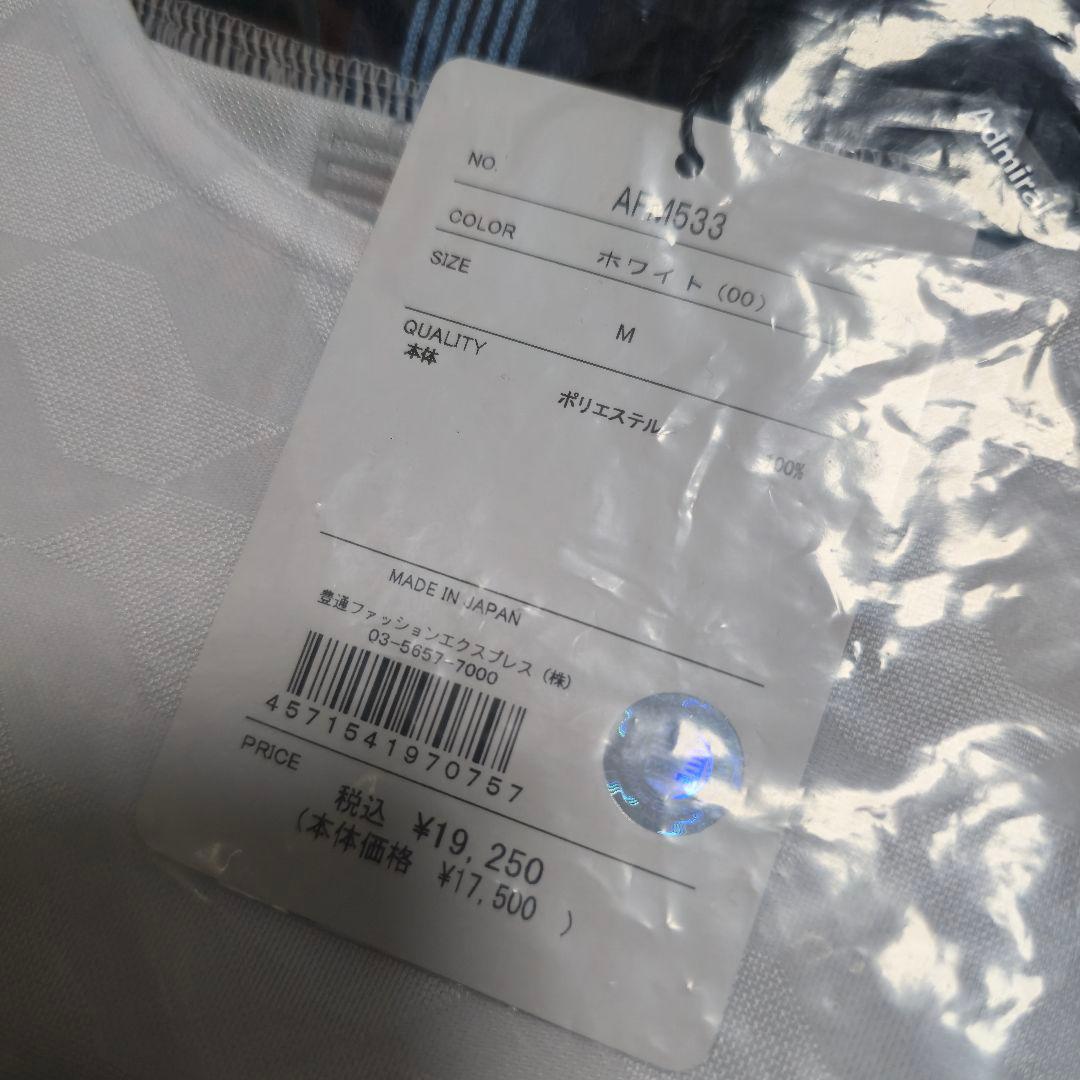 Admiral
NO.
COLOR ホワイト (00)
SIZE
M
QUALITY
本体
ポリエステル
MADE IN JAPAN
豊通ファッションエクスプレス (株)
03-5657-7000
4571541970757
PRICE
税込 ¥19,250
(本体価格 ¥17,500 )